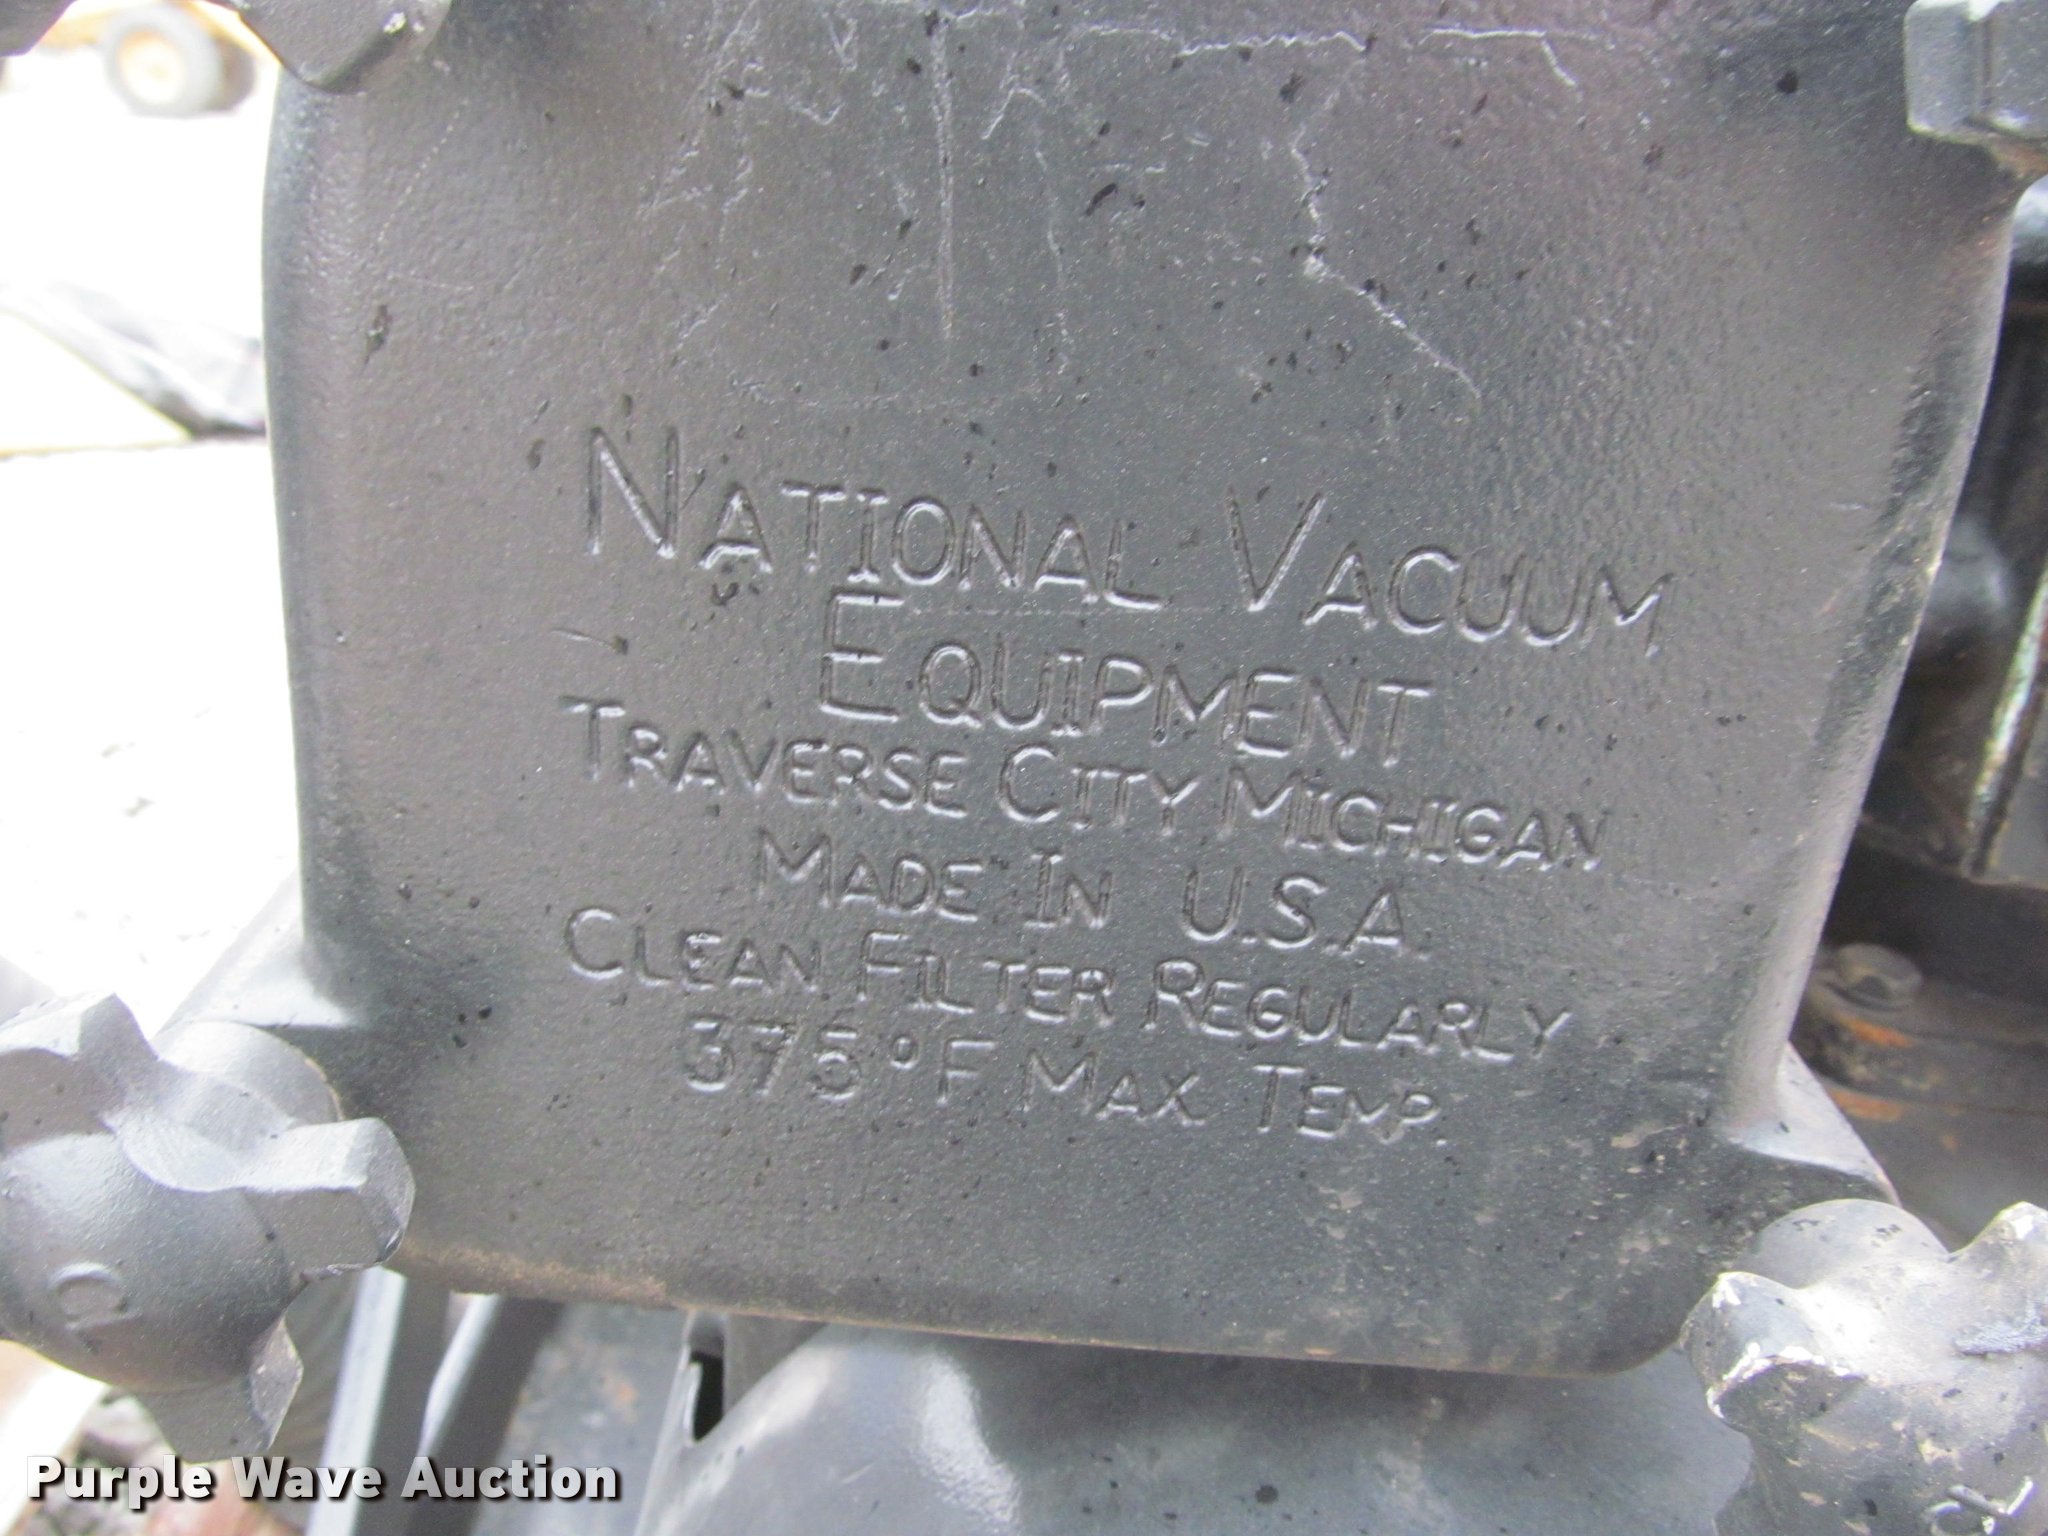 NATIONAL VACUUM
EQUIPMENT
TRAVERSE CITY MICHIGAN
MADE IN U.S.A.
CLEAN FILTER REGULARLY
375°F MAX TEMP.
Purple Wave Auction